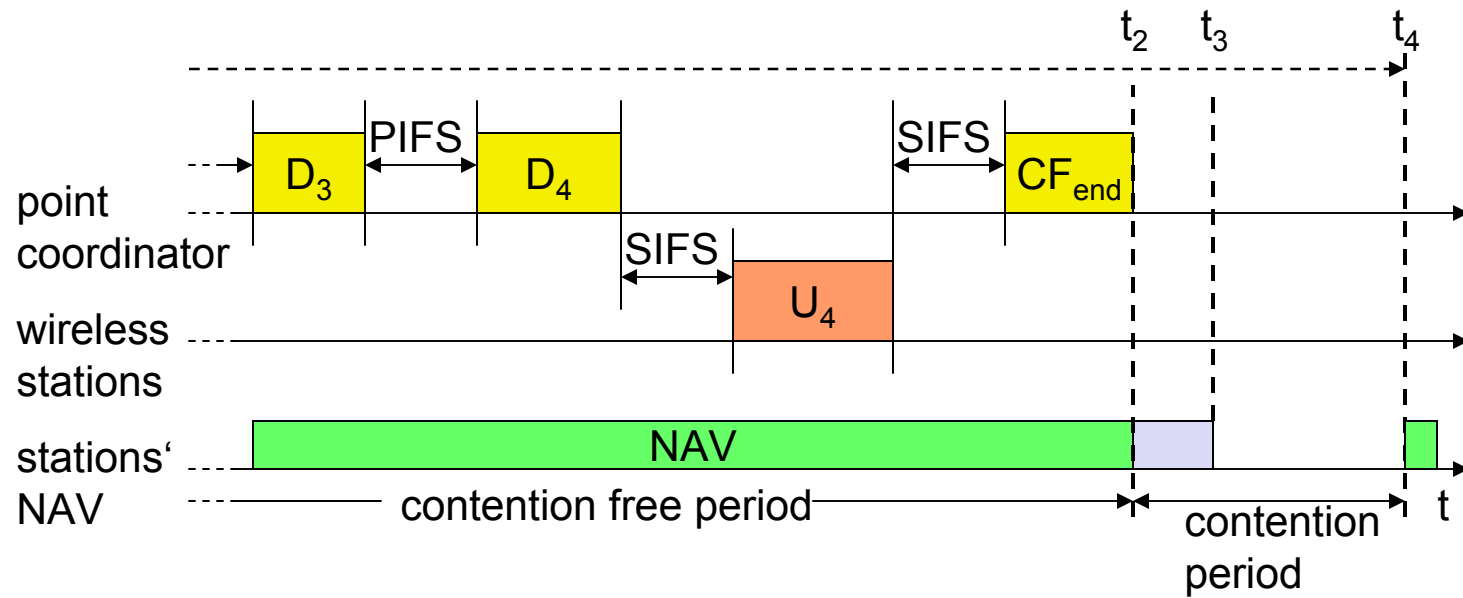 t2 t3 t4
PIFS SIFS
D3 D4 CFend
point
coordinator
SIFS
U4
wireless
stations
stations‘
NAV
NAV
contention free period
t
contention
period